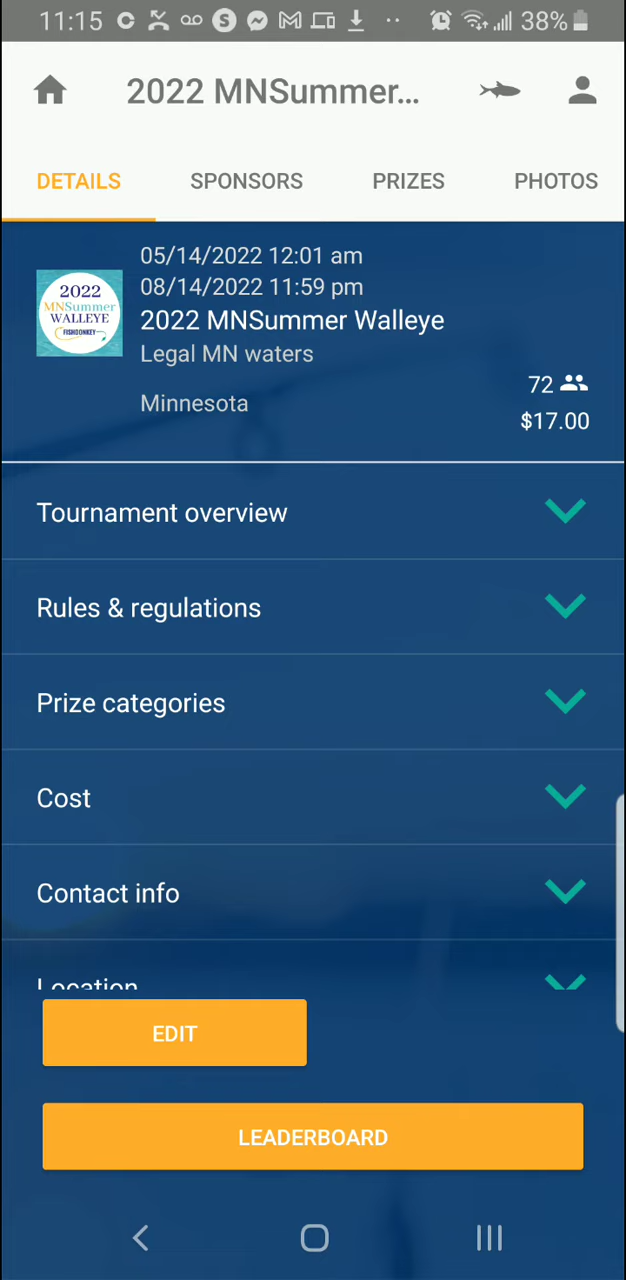 11:15
38%
2022 MNSummer...
DETAILS
SPONSORS
PRIZES
PHOTOS
05/14/2022 12:01 am
08/14/2022 11:59 pm
2022 MNSummer Walleye
Legal MN waters
Minnesota
72
$17.00
2022
MNSummer
WALLEYE
FISHDONKEY
Tournament overview
Rules & regulations
Prize categories
Cost
Contact info
Location
EDIT
LEADERBOARD